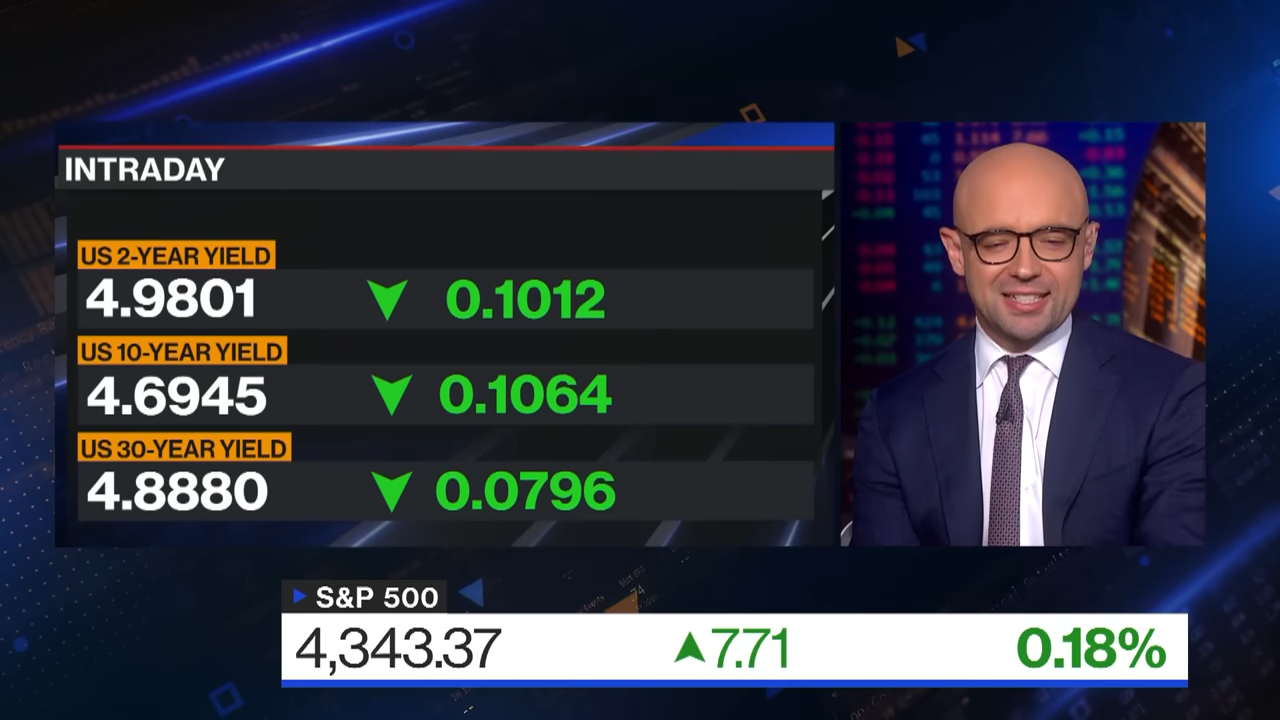 INTRADAY
US 2-YEAR YIELD
4.9801 ▼ 0.1012
US 10-YEAR YIELD
4.6945 ▼ 0.1064
US 30-YEAR YIELD
4.8880 ▼ 0.0796
S&P 500
4,343.37 ▲7.71 0.18%